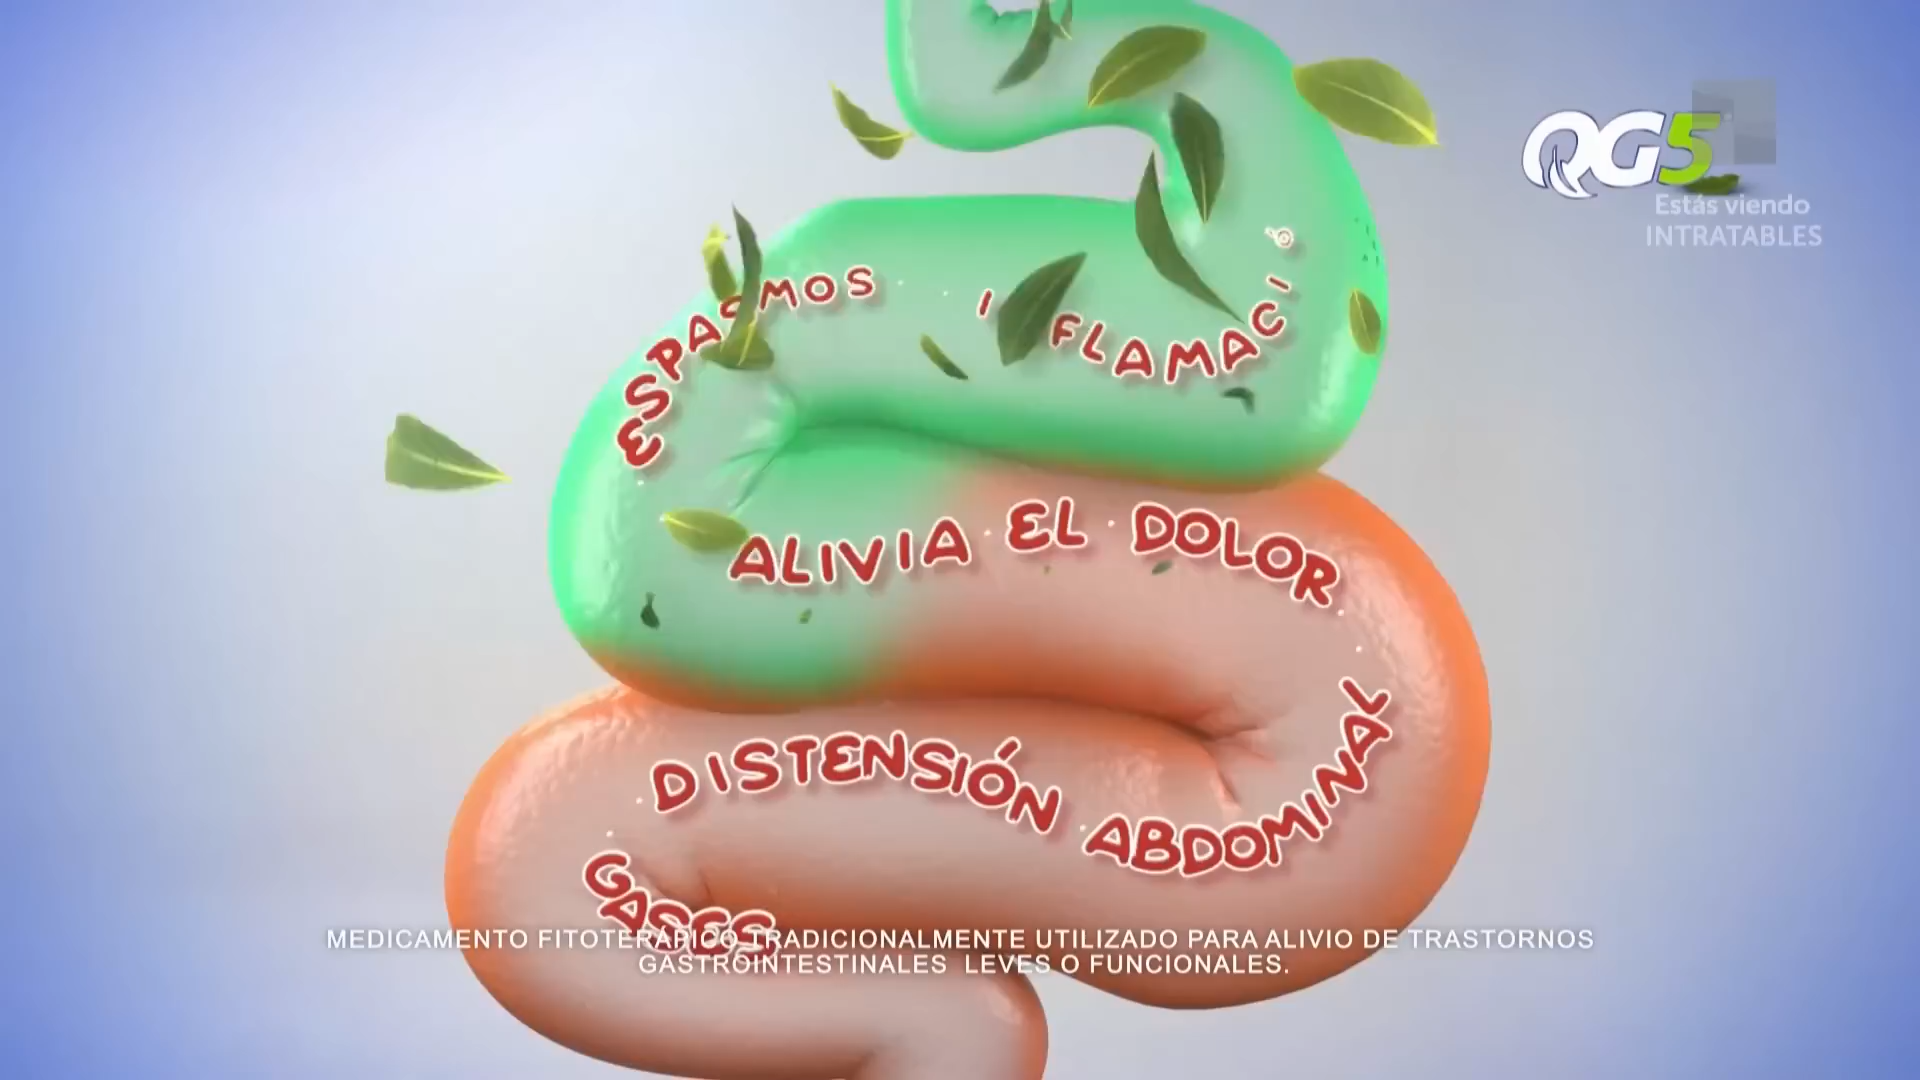 QG5
Estás viendo
INTRATABLES
ESPASMOS
ALIVIA EL DOLOR
DISTENSIÓN ABDOMINAL
GASES
MEDICAMENTO FITOTERÁPICO TRADICIONALMENTE UTILIZADO PARA ALIVIO DE TRASTORNOS
GASTROINTESTINALES LEVES O FUNCIONALES.